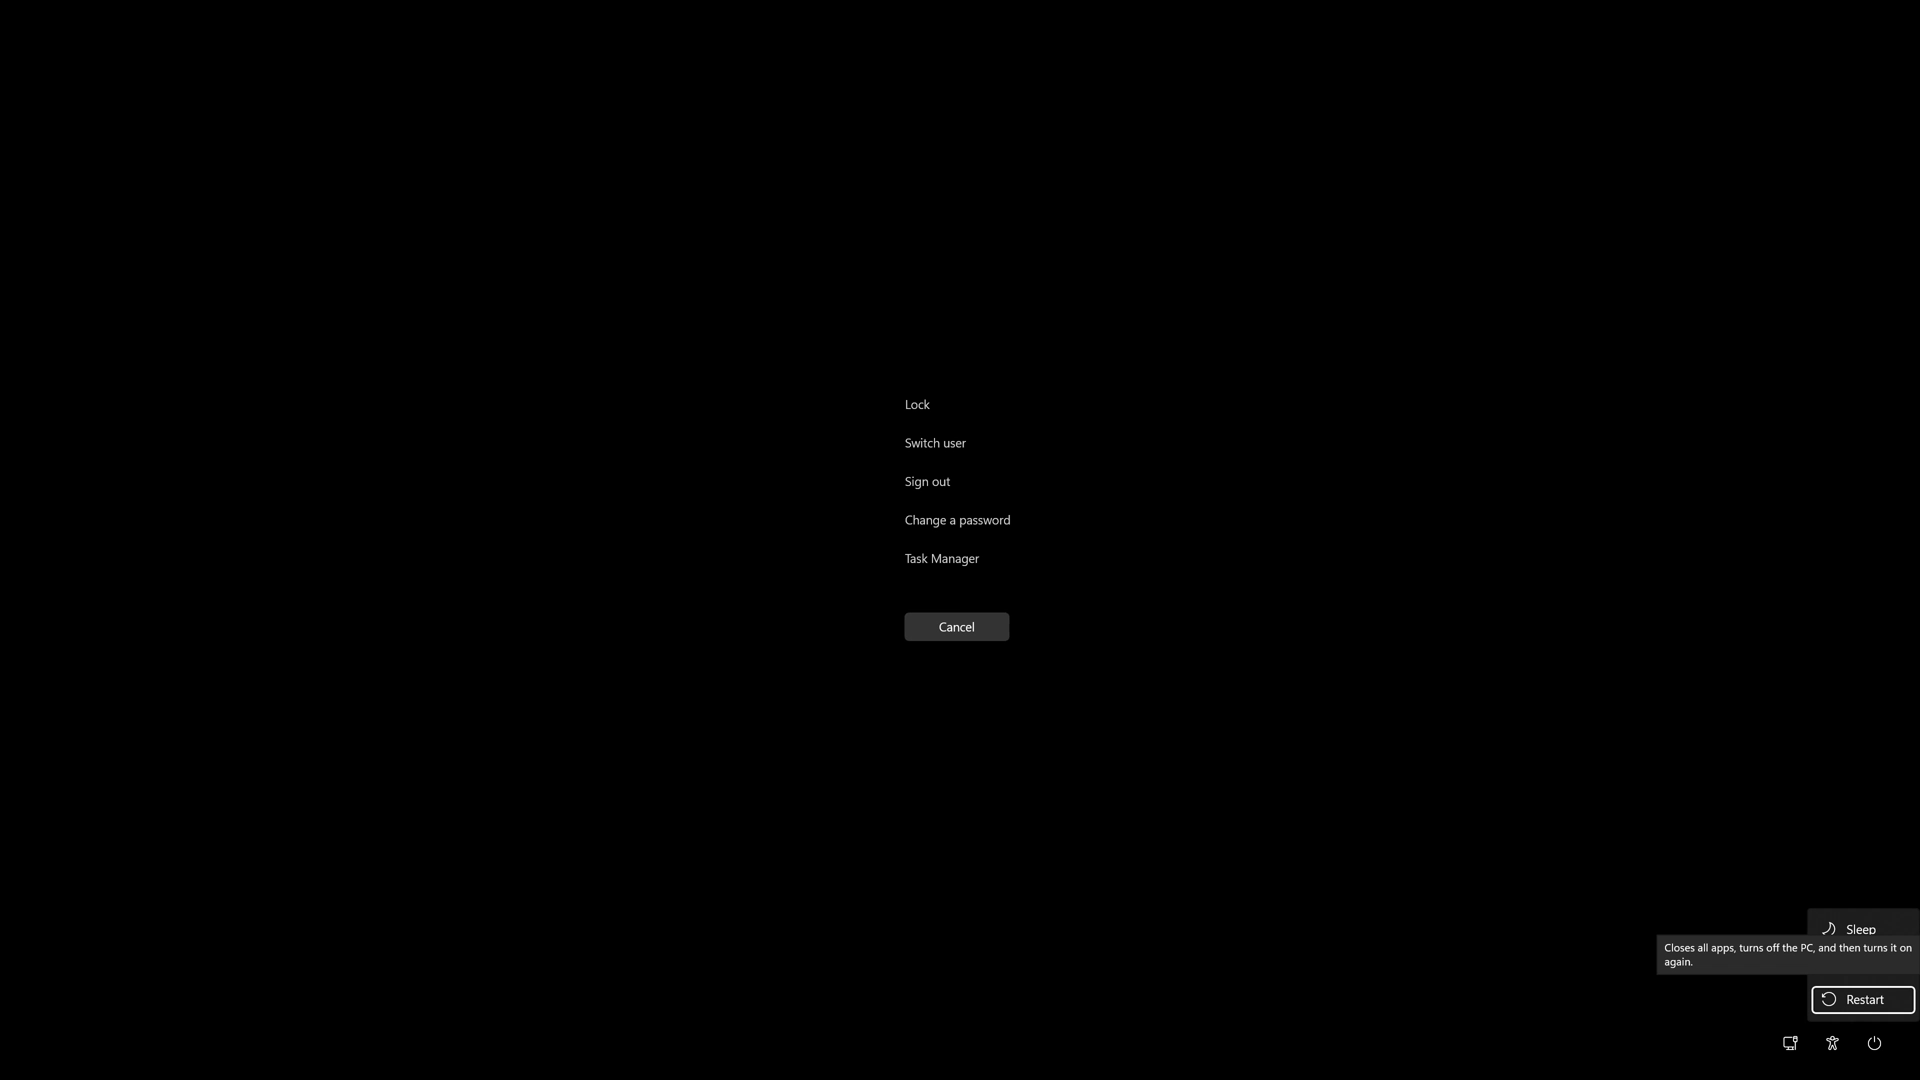 Lock
Switch user
Sign out
Change a password
Task Manager
Cancel
Sleep
Closes all apps, turns off the PC, and then turns it on
again.
Restart